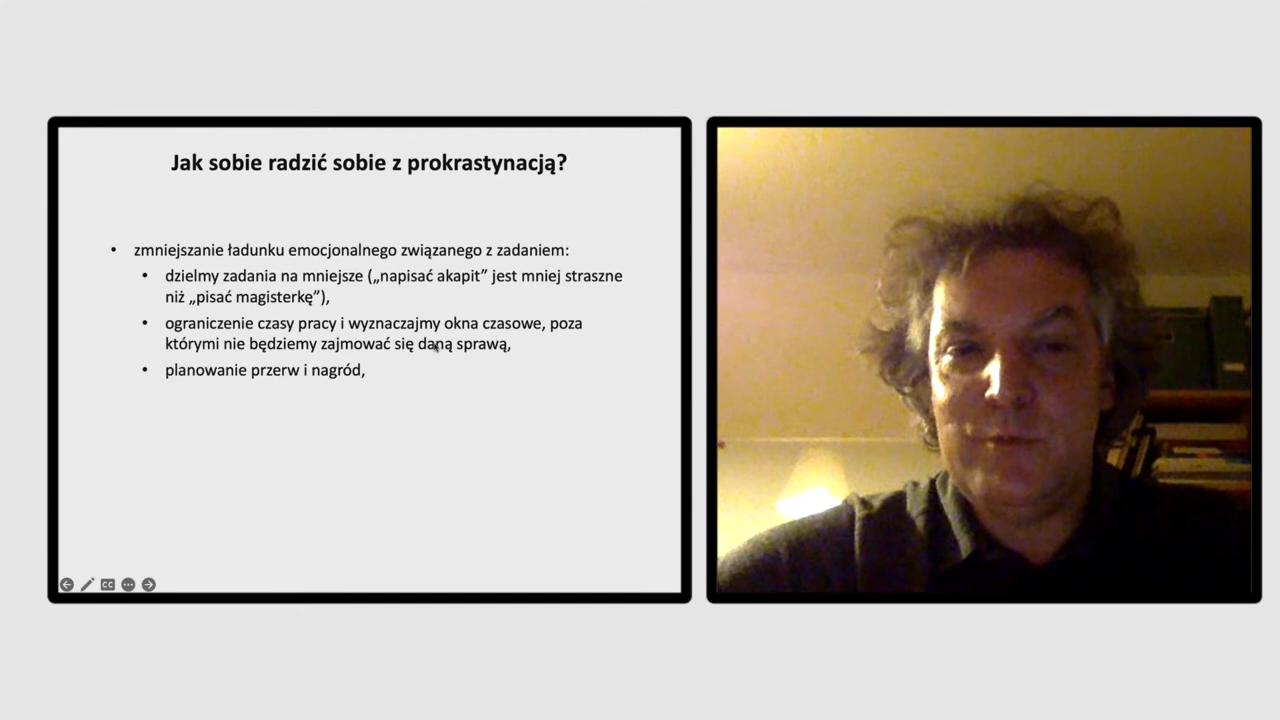 Jak sobie radzić sobie z prokrastynacją?
• zmniejszanie ładunku emocjonalnego związanego z zadaniem:
• dzielmy zadania na mniejsze („napisać akapit” jest mniej straszne
niż „pisać magisterkę”),
• ograniczenie czasy pracy i wyznaczajmy okna czasowe, poza
którymi nie będziemy zajmować się daną sprawą,
• planowanie przerw i nagród,
CC